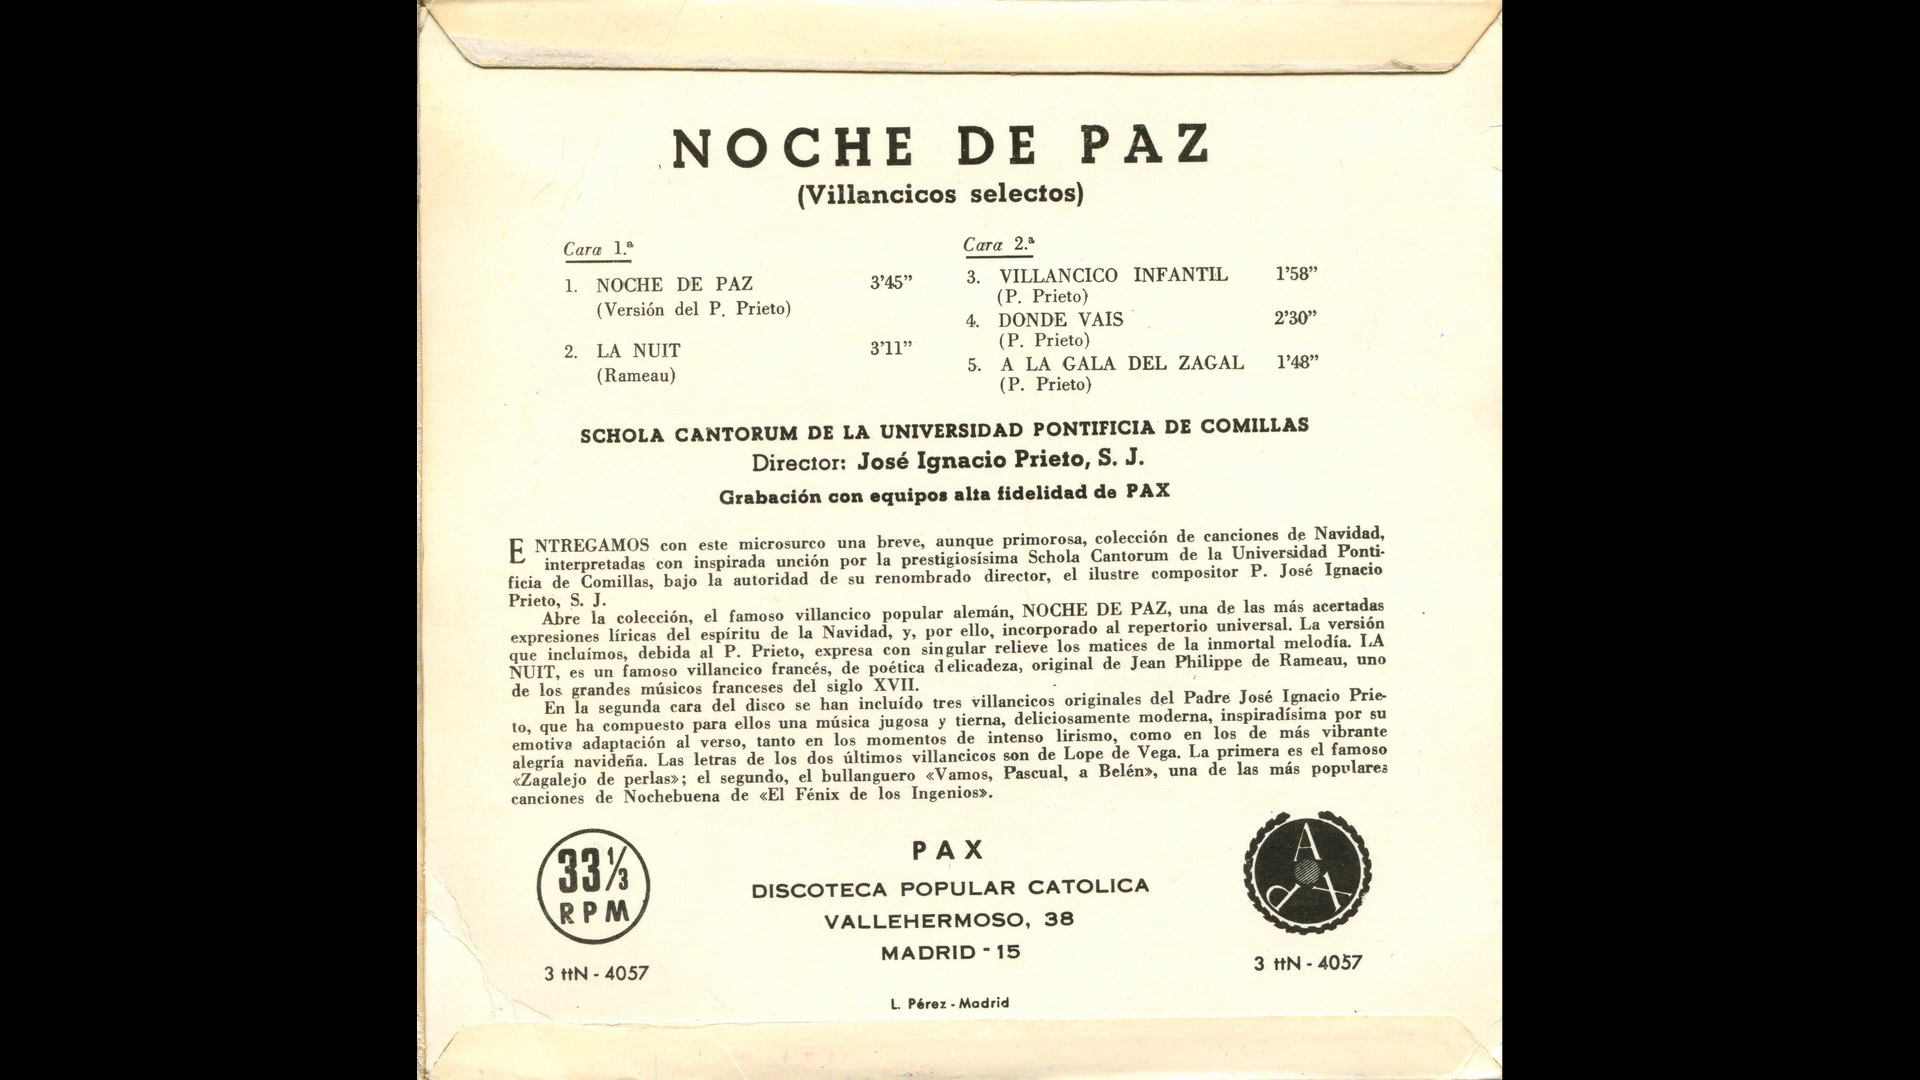 NOCHE DE PAZ
(Villancicos selectos)
Cara 1.ª
1. NOCHE DE PAZ 3'45”
(Versión del P. Prieto)
2. LA NUIT 3'11”
(Rameau)
Cara 2.ª
3. VILLANCICO INFANTIL 1'58”
(P. Prieto)
4. DONDE VAIS 2'30”
(P. Prieto)
5. A LA GALA DEL ZAGAL 1'48”
(P. Prieto)
SCHOLA CANTORUM DE LA UNIVERSIDAD PONTIFICIA DE COMILLAS
Director: José Ignacio Prieto, S. J.
Grabación con equipos alta fidelidad de PAX
ENTREGAMOS con este microsurco una breve, aunque primorosa, colección de canciones de Navidad,
interpretadas con inspirada unción por la prestigiosísima Schola Cantorum de la Universidad Ponti-
ficia de Comillas, bajo la autoridad de su renombrado director, el ilustre compositor P. José Ignacio
Prieto, S. J.
Abre la colección, el famoso villancico popular alemán, NOCHE DE PAZ, una de las más acertadas
expresiones líricas del espíritu de la Navidad, y, por ello, incorporado al repertorio universal. La versión
que incluímos, debida al P. Prieto, expresa con singular relieve los matices de la inmortal melodía. LA
NUIT, es un famoso villancico francés, de poética delicadeza, original de Jean Philippe de Rameau, uno
de los grandes músicos franceses del siglo XVII.
En la segunda cara del disco se han incluído tres villancicos originales del Padre José Ignacio Prie-
to, que ha compuesto para ellos una música jugosa y tierna, deliciosamente moderna, inspiradísima por su
emotiva adaptación al verso, tanto en los momentos de intenso lirismo, como en los de más vibrante
alegría navideña. Las letras de los dos últimos villancicos son de Lope de Vega. La primera es el famoso
«Zagalejo de perlas»; el segundo, el bullanguero «Vamos, Pascual, a Belén», una de las más populares
canciones de Nochebuena de «El Fénix de los Ingenios».
33 1/3
RPM
3 ttN - 4057
PAX
DISCOTECA POPULAR CATOLICA
VALLEHERMOSO, 38
MADRID - 15
L. Pérez - Madrid
PAX
3 ttN - 4057